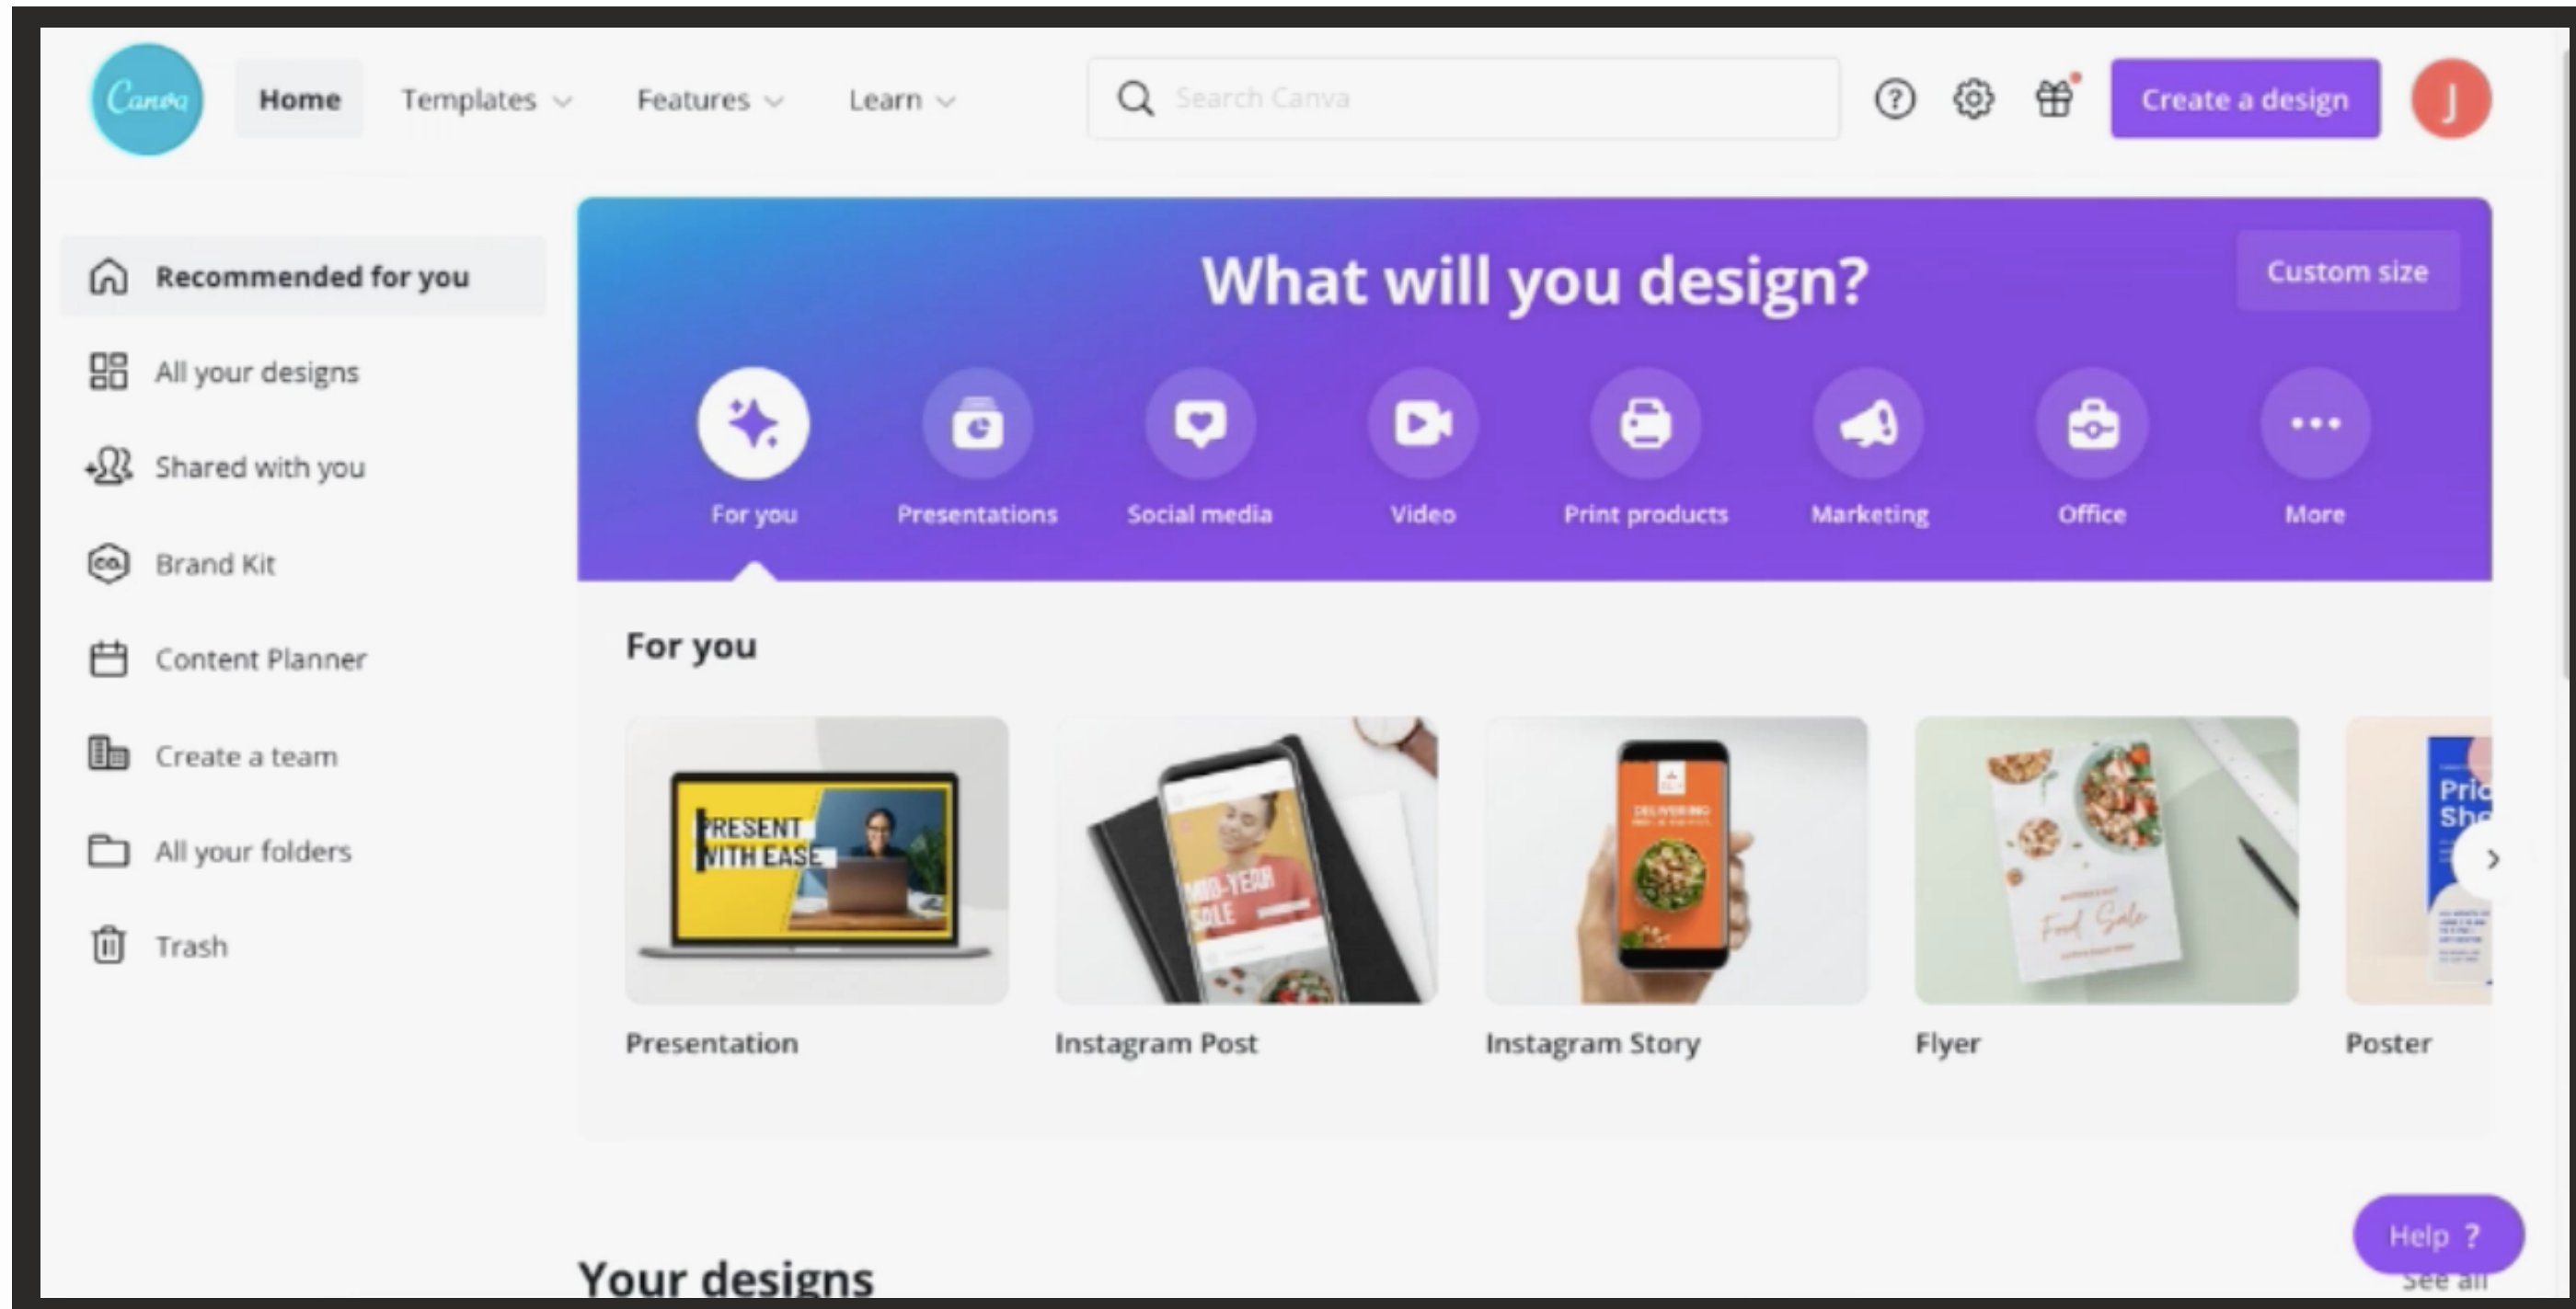 Canva
Home
Templates
Features
Learn
Search Canva
Create a design
J
Recommended for you
All your designs
Shared with you
Brand Kit
CO.
Content Planner
Create a team
All your folders
Trash
What will you design?
Custom size
For you
Presentations
Social media
Video
Print products
Marketing
Office
More
For you
PRESENT
WITH EASE
MID-YEAR
SALE
DELIVERING
Food Sale
Presentation
Instagram Post
Instagram Story
Flyer
Poster
Your designs
Help ?
See all